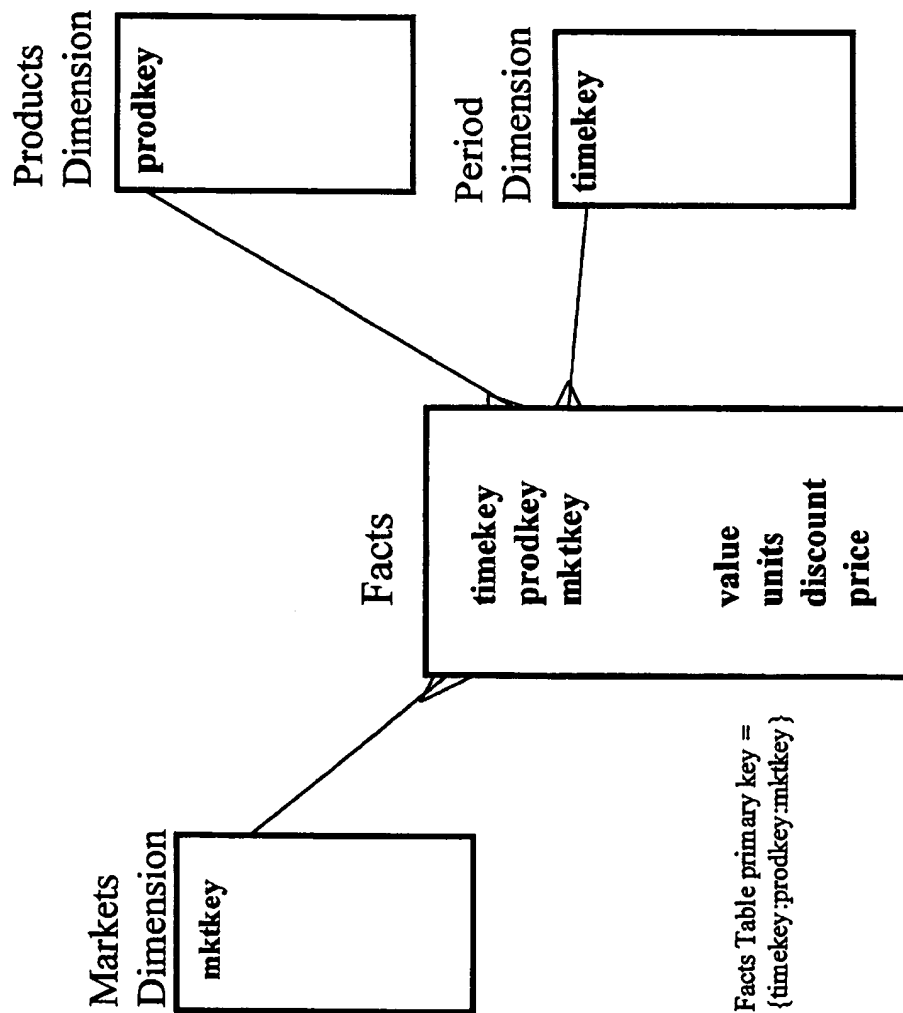 Markets
Dimension
mktkey
Facts
timekey
prodkey
mktkey
value
units
discount
price
Products
Dimension
prodkey
Period
Dimension
timekey
Facts Table primary key =
{timekey:prodkey:mktkey}